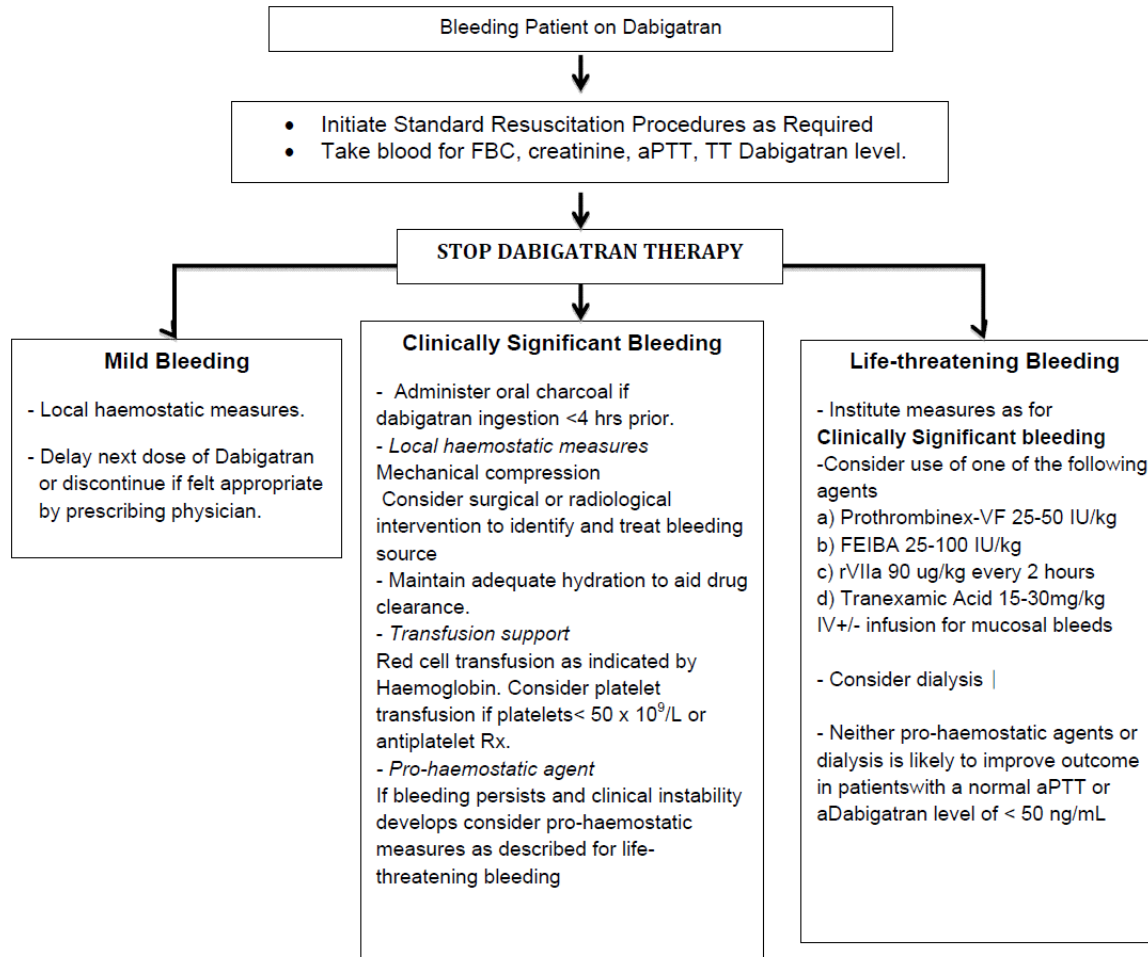 Bleeding Patient on Dabigatran
• Initiate Standard Resuscitation Procedures as Required
• Take blood for FBC, creatinine, aPTT, TT Dabigatran level.
STOP DABIGATRAN THERAPY
Mild Bleeding
- Local haemostatic measures.
- Delay next dose of Dabigatran
or discontinue if felt appropriate
by prescribing physician.
Clinically Significant Bleeding
- Administer oral charcoal if
dabigatran ingestion <4 hrs prior.
- Local haemostatic measures
Mechanical compression
Consider surgical or radiological
intervention to identify and treat bleeding
source
- Maintain adequate hydration to aid drug
clearance.
- Transfusion support
Red cell transfusion as indicated by
Haemoglobin. Consider platelet
transfusion if platelets< 50 x 10⁹/L or
antiplatelet Rx.
- Pro-haemostatic agent
If bleeding persists and clinical instability
develops consider pro-haemostatic
measures as described for life-
threatening bleeding
Life-threatening Bleeding
- Institute measures as for
Clinically Significant bleeding
-Consider use of one of the following
agents
a) Prothrombinex-VF 25-50 IU/kg
b) FEIBA 25-100 IU/kg
c) rVIIa 90 ug/kg every 2 hours
d) Tranexamic Acid 15-30mg/kg
IV+/- infusion for mucosal bleeds
- Consider dialysis |
- Neither pro-haemostatic agents or
dialysis is likely to improve outcome
in patientswith a normal aPTT or
aDabigatran level of < 50 ng/mL